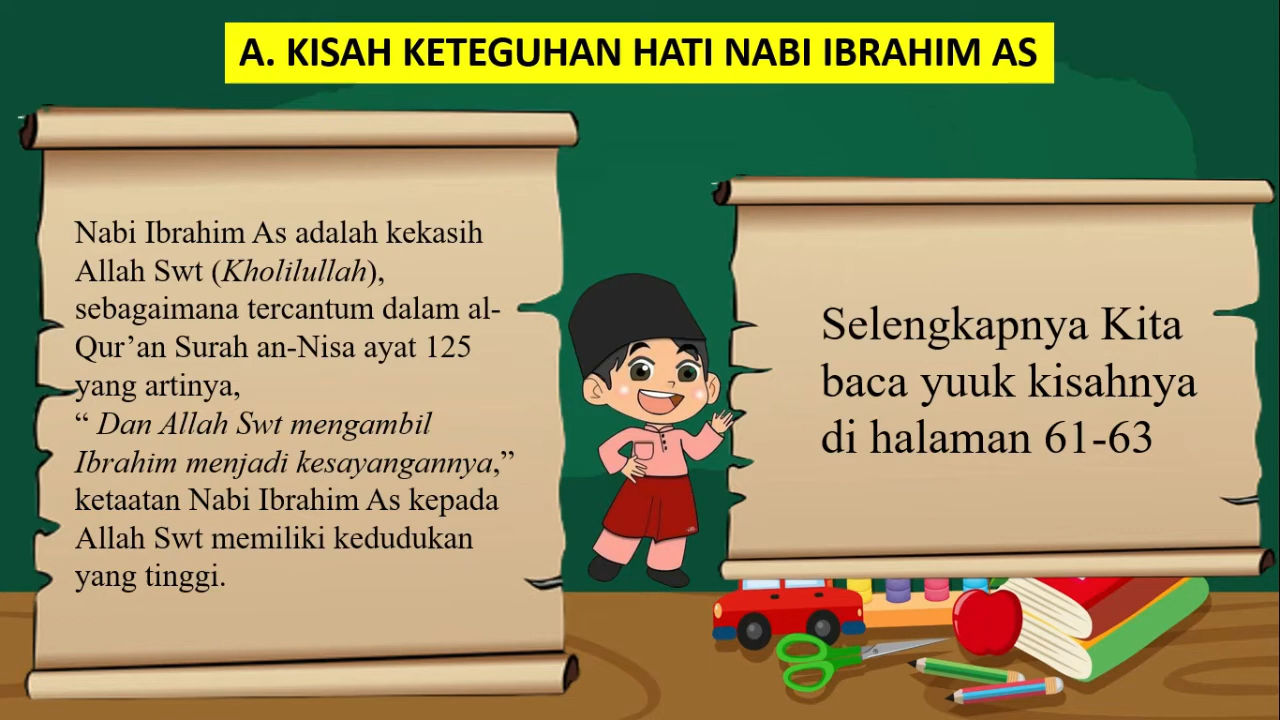 A. KISAH KETEGUHAN HATI NABI IBRAHIM AS
Nabi Ibrahim As adalah kekasih
Allah Swt (Kholilullah),
sebagaimana tercantum dalam al-
Qur’an Surah an-Nisa ayat 125
yang artinya,
“ Dan Allah Swt mengambil
Ibrahim menjadi kesayangannya,”
ketaatan Nabi Ibrahim As kepada
Allah Swt memiliki kedudukan
yang tinggi.
Selengkapnya Kita
baca yuuk kisahnya
di halaman 61-63